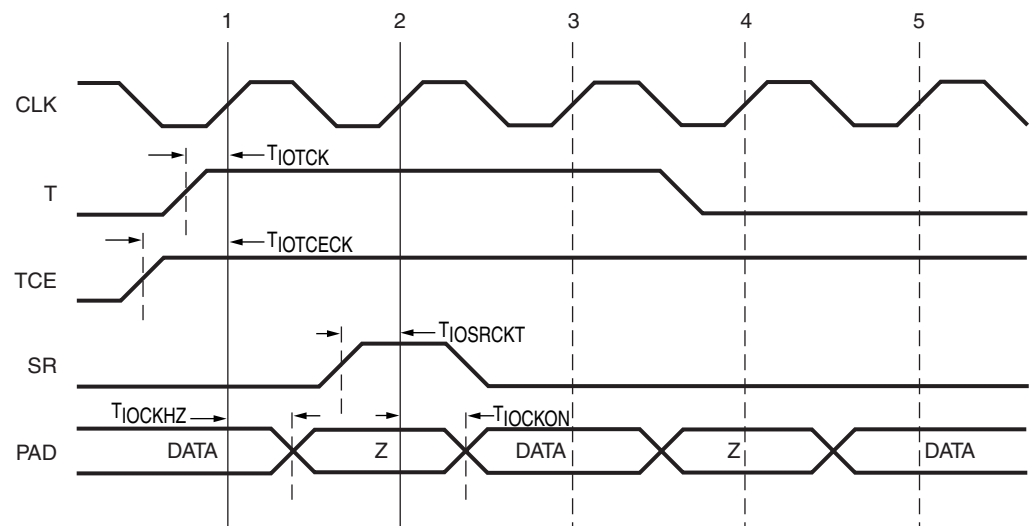 1 2 3 4 5
CLK
TIOTCK
T
TIOTCECK
TCE
TIOSRCKT
SR
TIOCKHZ TIOCKON
PAD DATA Z DATA Z DATA